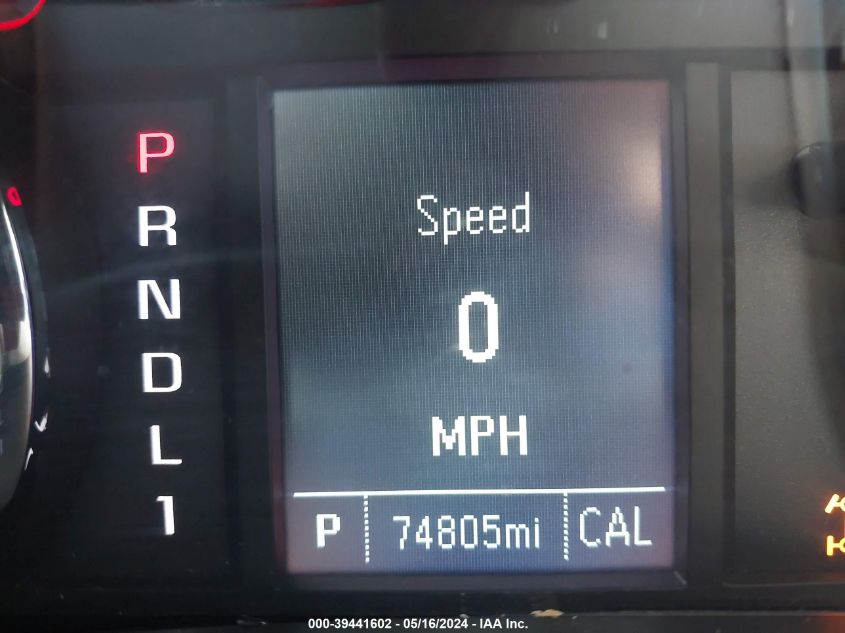 P
R
N
D
L
1
Speed
0
MPH
P 74805mi CAL
000-39441602 - 05/16/2024 - IAA Inc.